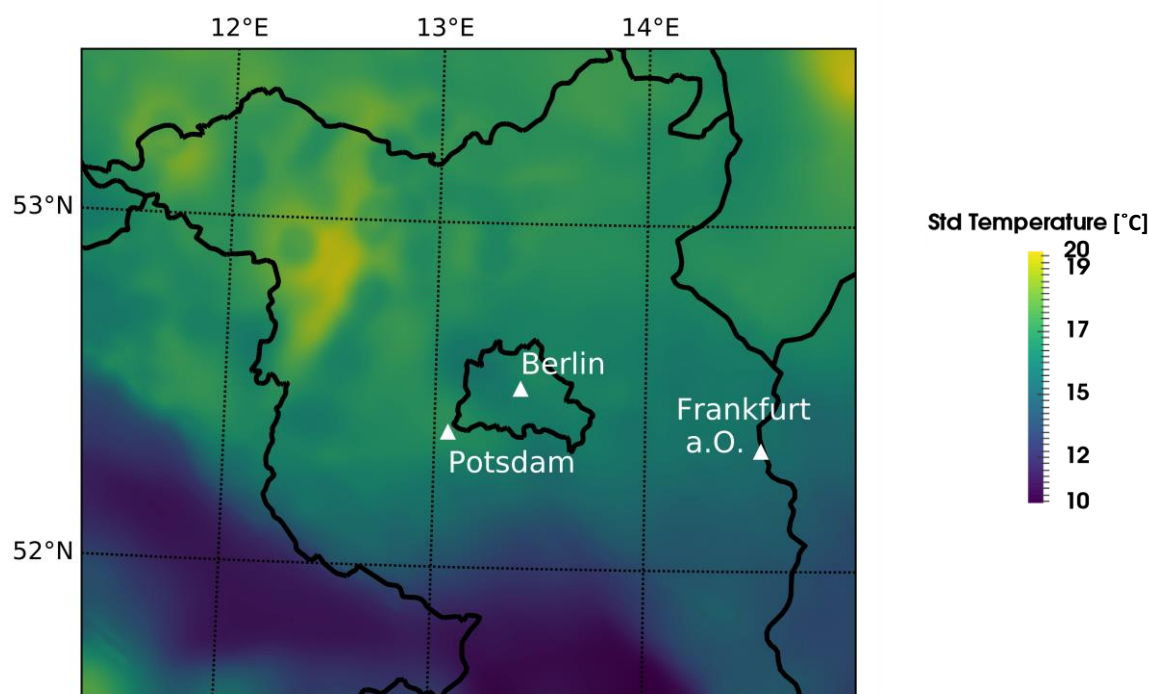 12°E 13°E 14°E
53°N
52°N
Berlin
Potsdam
Frankfurt
a.O.
Std Temperature [°C]
20
19
17
15
12
10